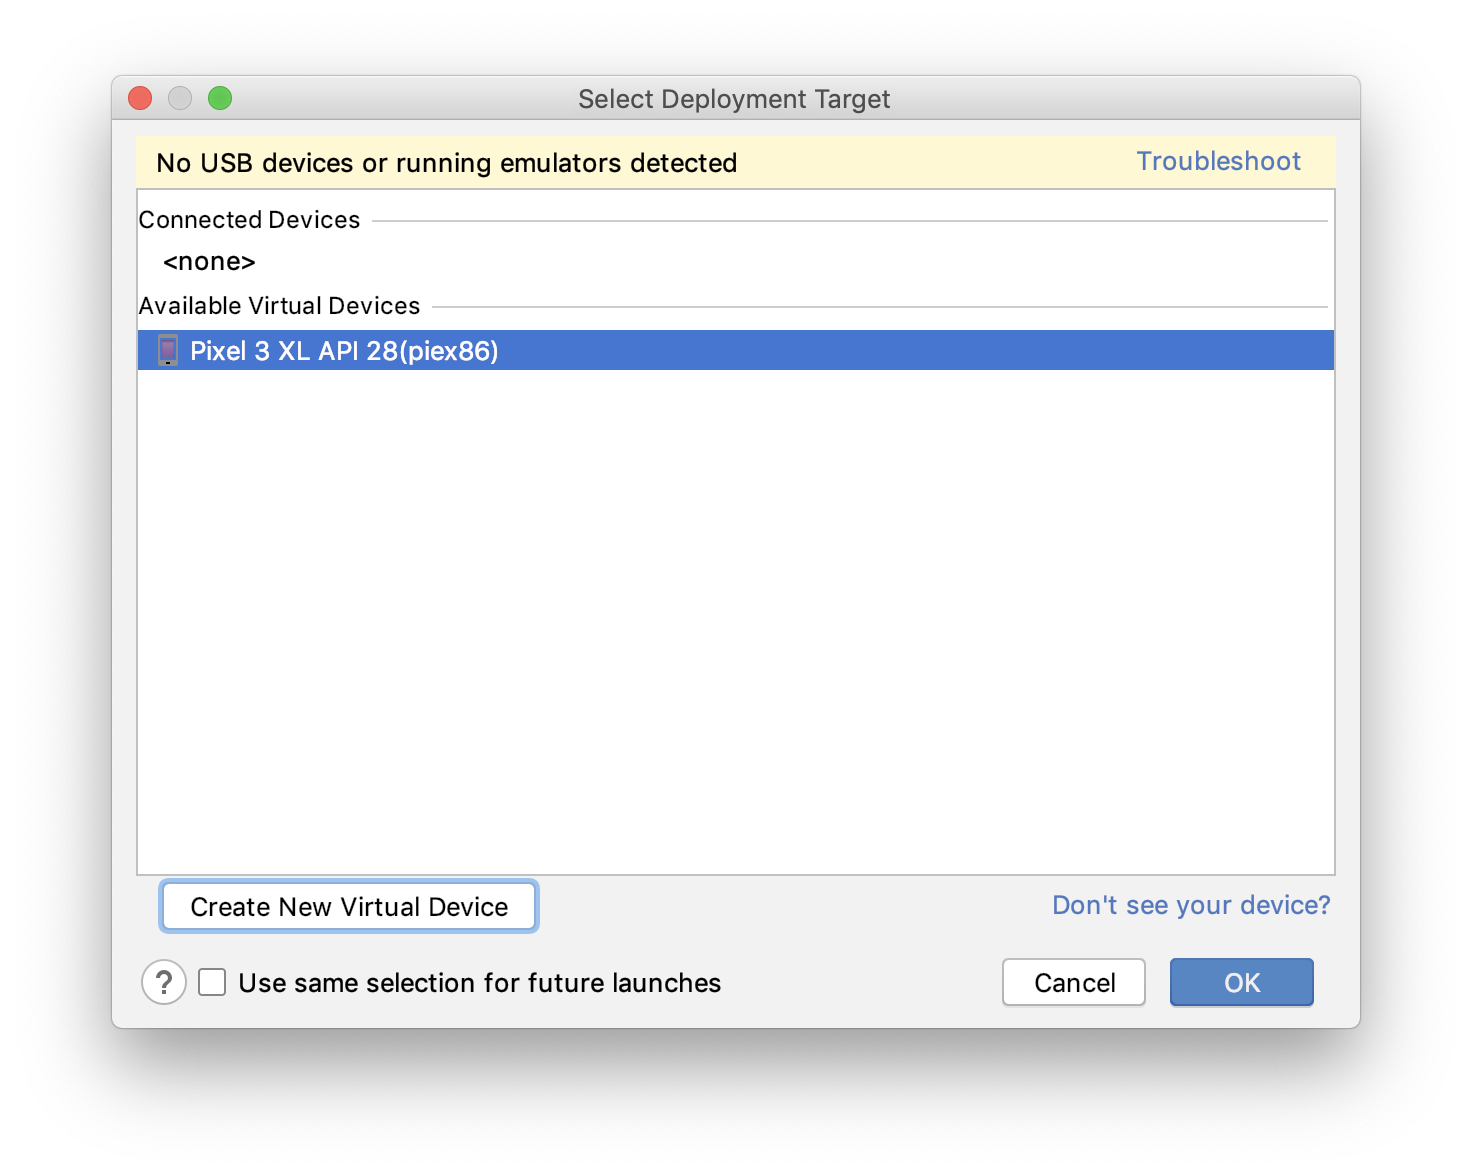 Select Deployment Target
No USB devices or running emulators detected
Troubleshoot
Connected Devices
<none>
Available Virtual Devices
Pixel 3 XL API 28(piex86)
Create New Virtual Device
Don't see your device?
?
Use same selection for future launches
Cancel
OK